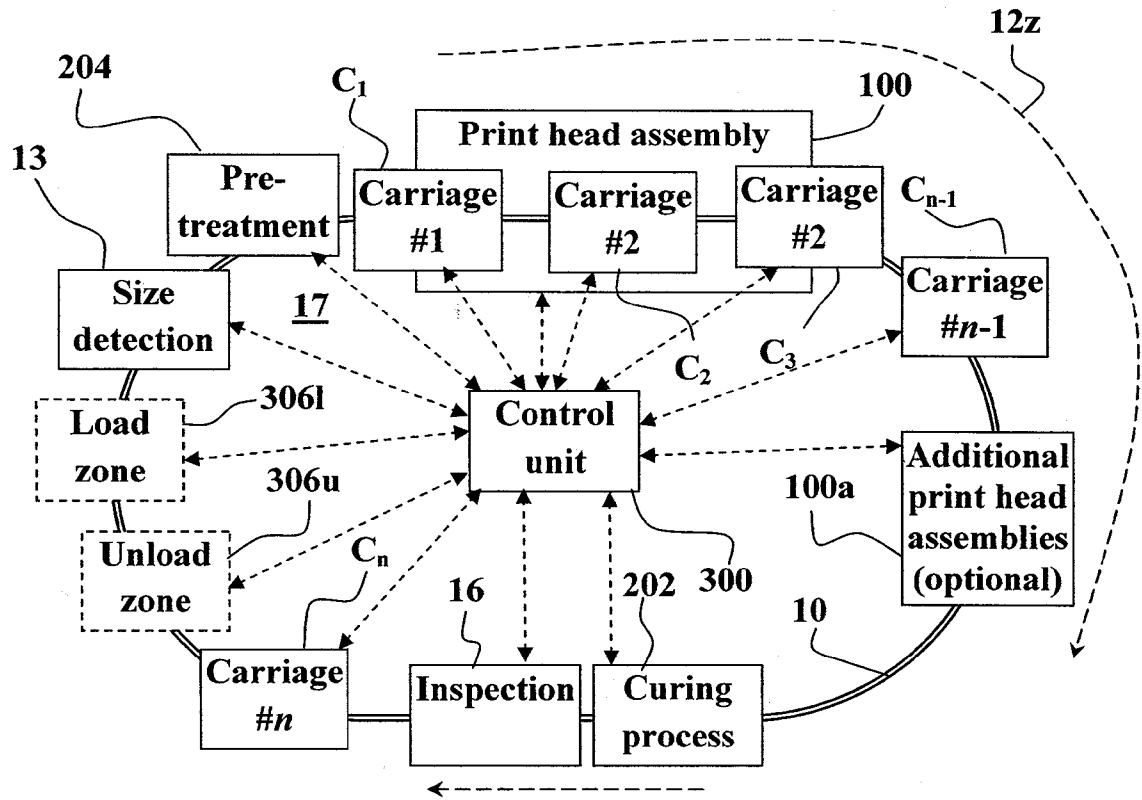 12z
204
C1
100
Print head assembly
13
Pre-
treatment
Carriage
#1
Carriage
#2
Carriage
#2
Cn-1
Size
detection
17
Carriage
#n-1
C2
C3
306l
Load
zone
Control
unit
306u
Additional
print head
assemblies
(optional)
100a
Unload
zone
Cn
300
16
202
10
Carriage
#n
Inspection
Curing
process